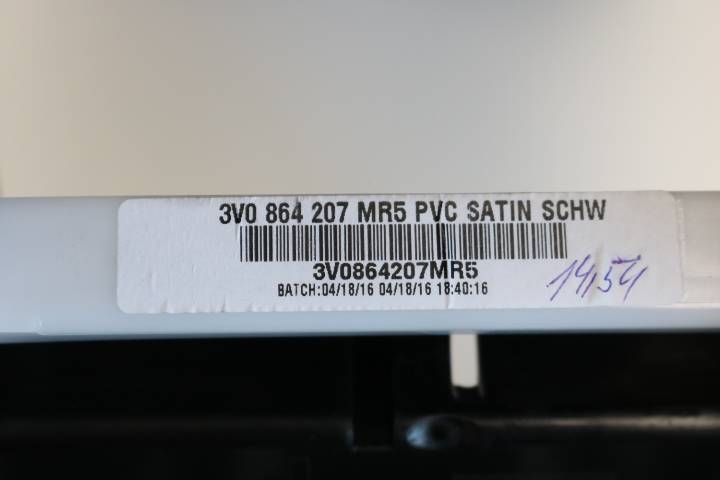 3V0 864 207 MR5 PVC SATIN SCHW
3V0864207MR5
BATCH:04/18/16 04/18/16 18:40:16
14,54